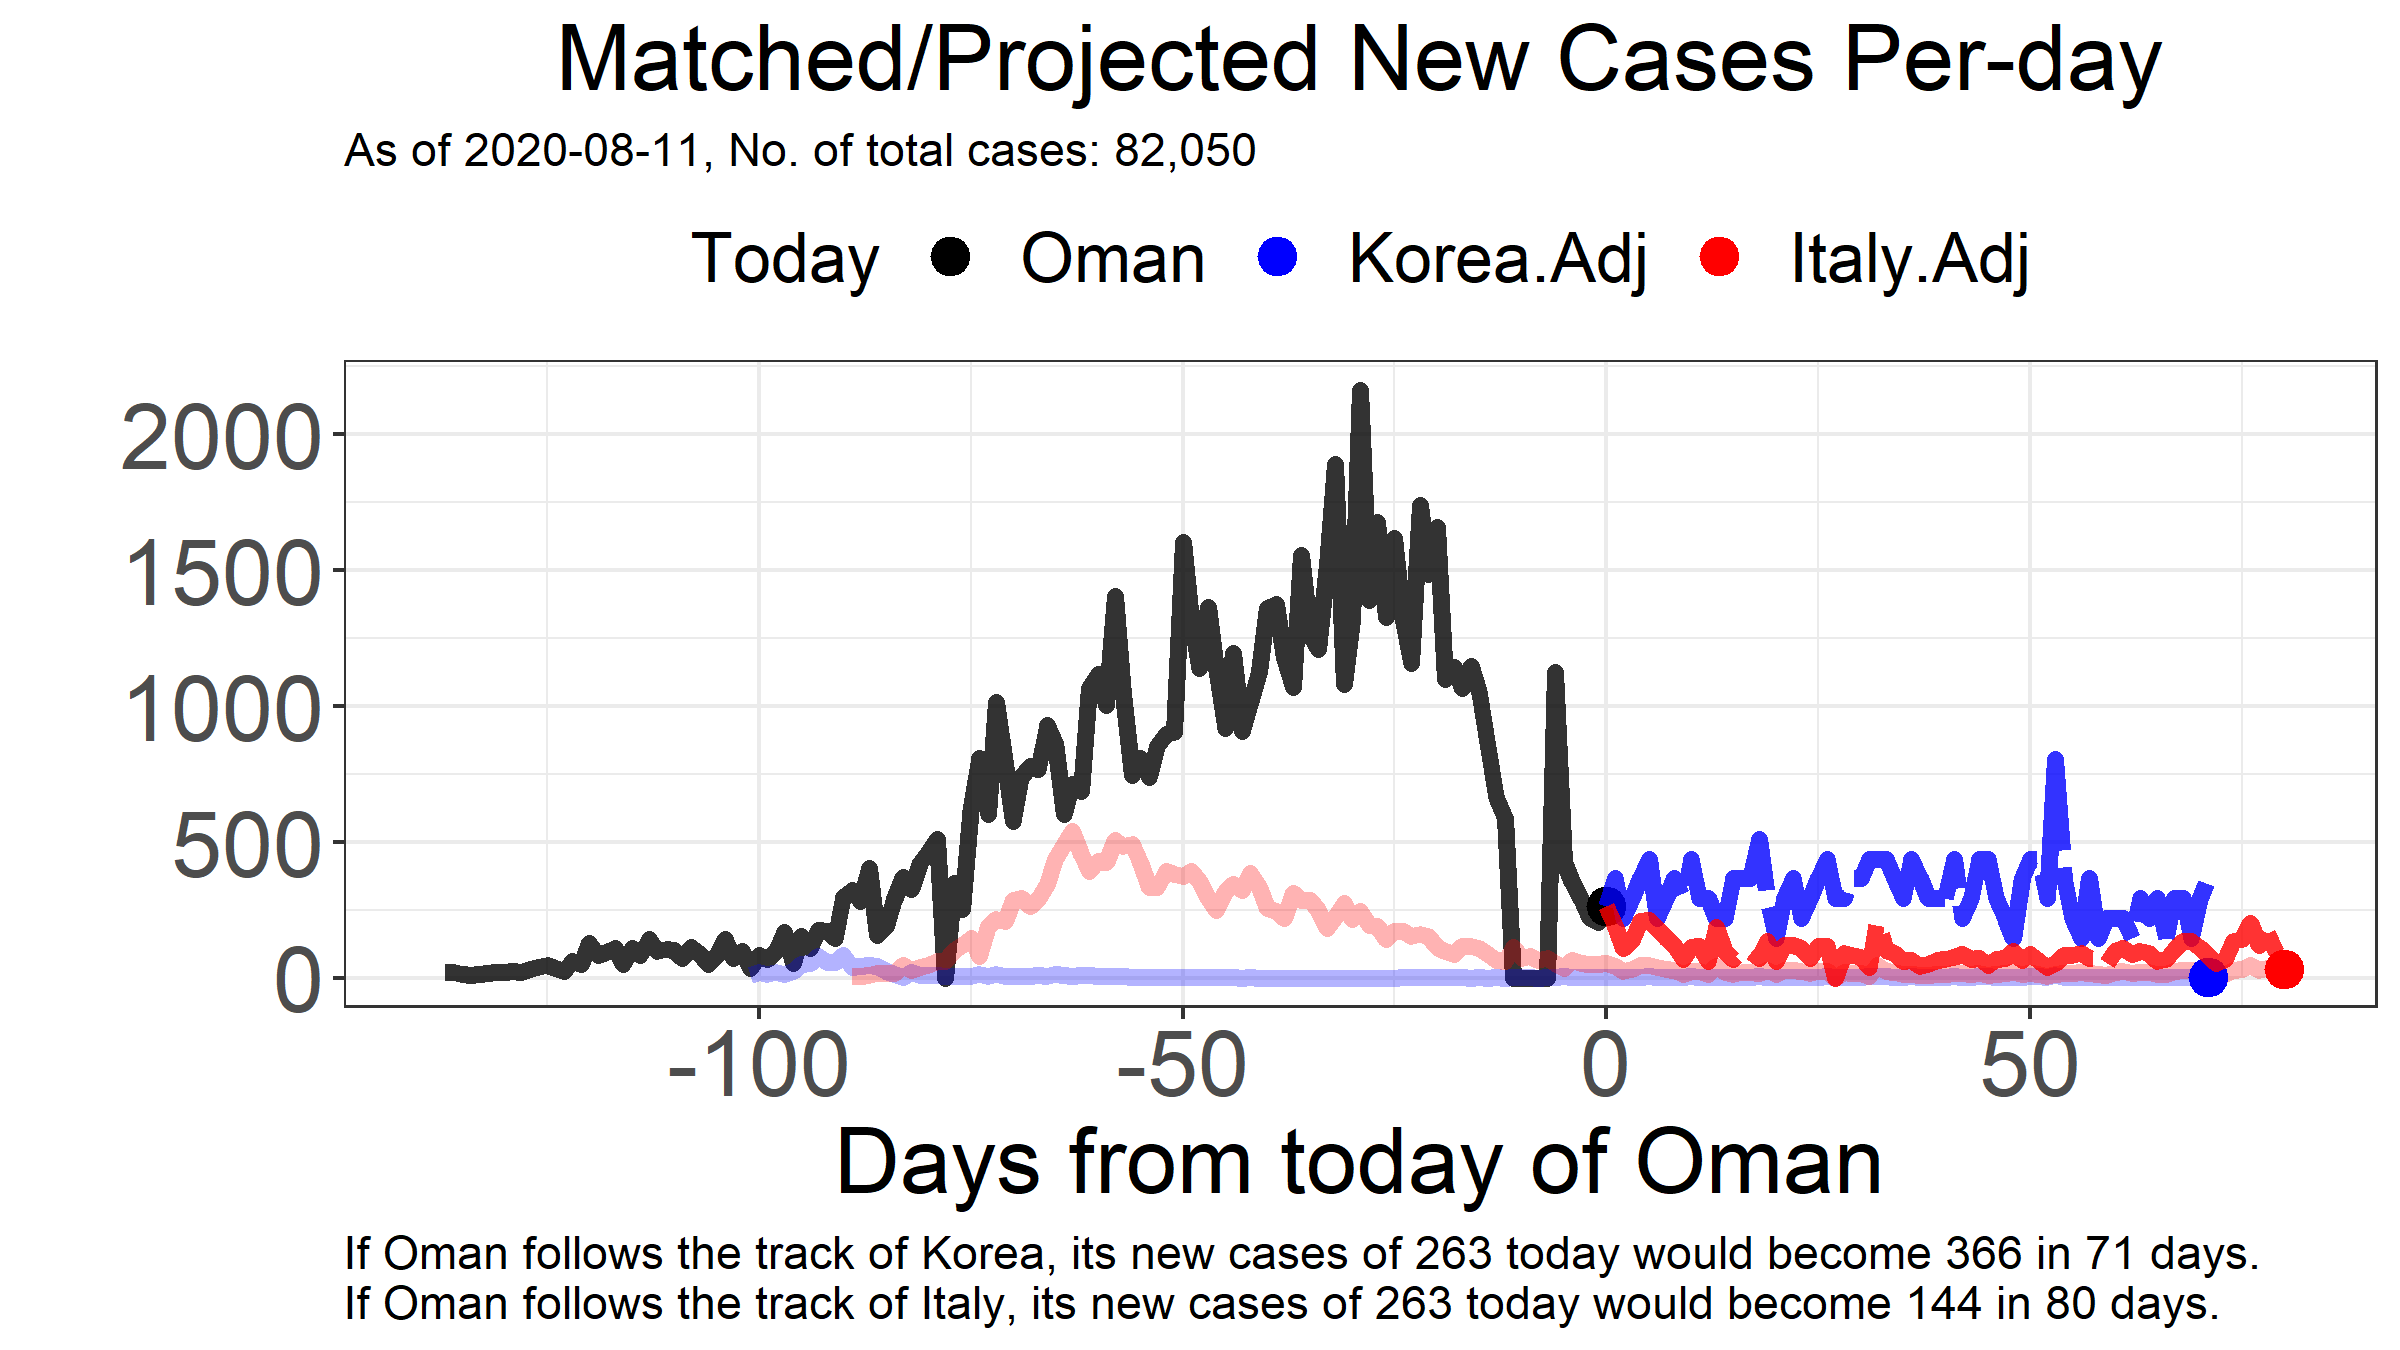 Matched/Projected New Cases Per-day
As of 2020-08-11, No. of total cases: 82,050
Today Oman Korea.Adj Italy.Adj
2000
1500
1000
500
0
-100 -50 0 50
Days from today of Oman
If Oman follows the track of Korea, its new cases of 263 today would become 366 in 71 days.
If Oman follows the track of Italy, its new cases of 263 today would become 144 in 80 days.